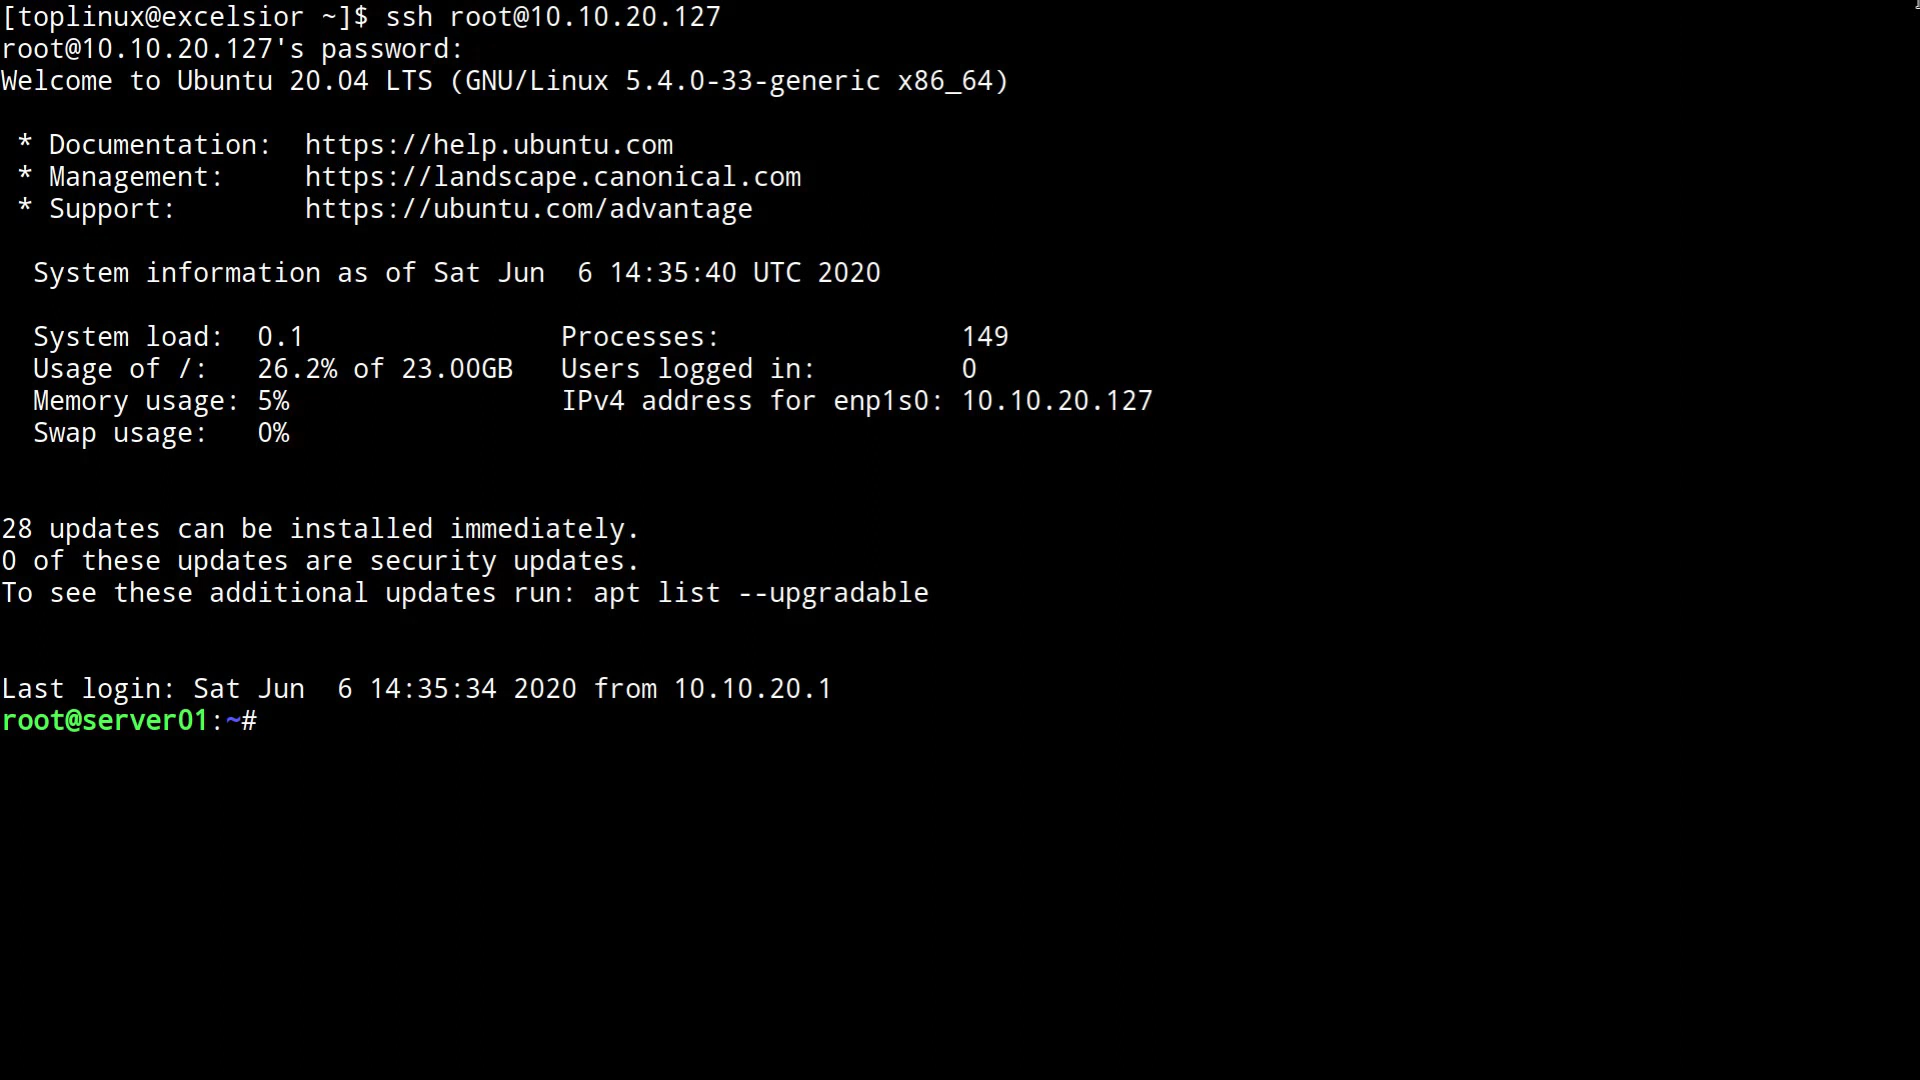 [toplinux@excelsior ~]$ ssh root@10.10.20.127
root@10.10.20.127's password:
Welcome to Ubuntu 20.04 LTS (GNU/Linux 5.4.0-33-generic x86_64)

 * Documentation:  https://help.ubuntu.com
 * Management:     https://landscape.canonical.com
 * Support:        https://ubuntu.com/advantage

  System information as of Sat Jun  6 14:35:40 UTC 2020

  System load:  0.1                Processes:               149
  Usage of /:   26.2% of 23.00GB   Users logged in:         0
  Memory usage: 5%                 IPv4 address for enp1s0: 10.10.20.127
  Swap usage:   0%


28 updates can be installed immediately.
0 of these updates are security updates.
To see these additional updates run: apt list --upgradable


Last login: Sat Jun  6 14:35:34 2020 from 10.10.20.1
root@server01:~#